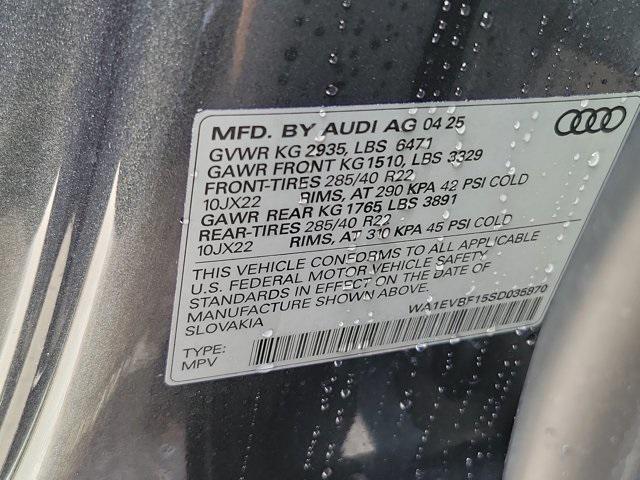 MFD. BY AUDI AG 04 25
GVWR KG 2935, LBS 6471
GAWR FRONT KG1510, LBS 3329
FRONT-TIRES 285/40 R22
10JX22 RIMS, AT 290 KPA 42 PSI COLD
GAWR REAR KG 1765 LBS 3891
REAR-TIRES 285/40 R22
10JX22 RIMS, AT 310 KPA 45 PSI COLD
THIS VEHICLE CONFORMS TO ALL APPLICABLE
U.S. FEDERAL MOTOR VEHICLE SAFETY
STANDARDS IN EFFECT ON THE DATE OF
MANUFACTURE SHOWN ABOVE.
SLOVAKIA
WA1EVBF15SD035870
TYPE:
MPV